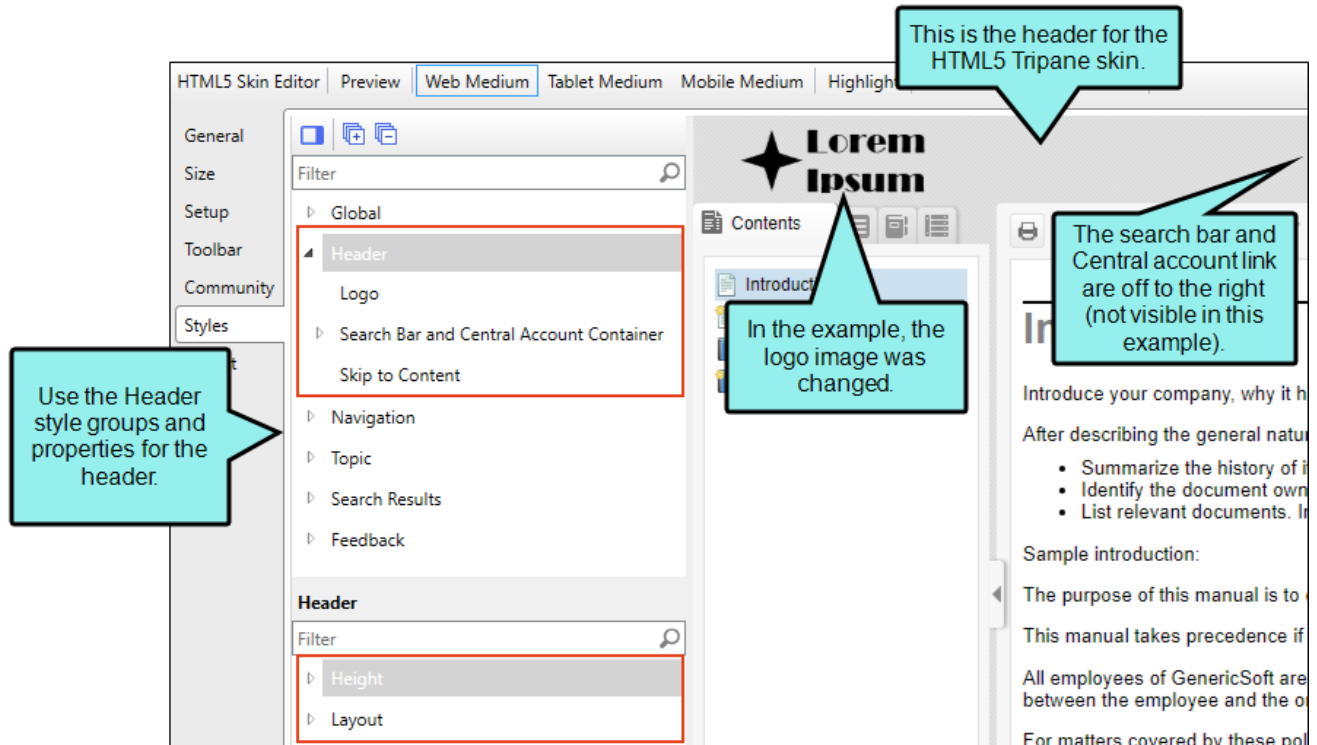 This is the header for the
HTML5 Tripane skin.
HTML5 Skin Editor Preview Web Medium Tablet Medium Mobile Medium Highlight
General
Size
Setup
Toolbar
Community
Styles
Filter
Global
Header
Logo
Search Bar and Central Account Container
Skip to Content
Navigation
Topic
Search Results
Feedback
Header
Filter
Height
Layout
Use the Header
style groups and
properties for the
header.
Lorem
Ipsum
Contents
Introduct
In the example, the
logo image was
changed.
The search bar and
Central account link
are off to the right
(not visible in this
example).
Introduce your company, why it h
After describing the general natu
• Summarize the history of i
• Identify the document own
• List relevant documents. I
Sample introduction:
The purpose of this manual is to
This manual takes precedence if
All employees of GenericSoft are
between the employee and the o
For matters covered by these pol